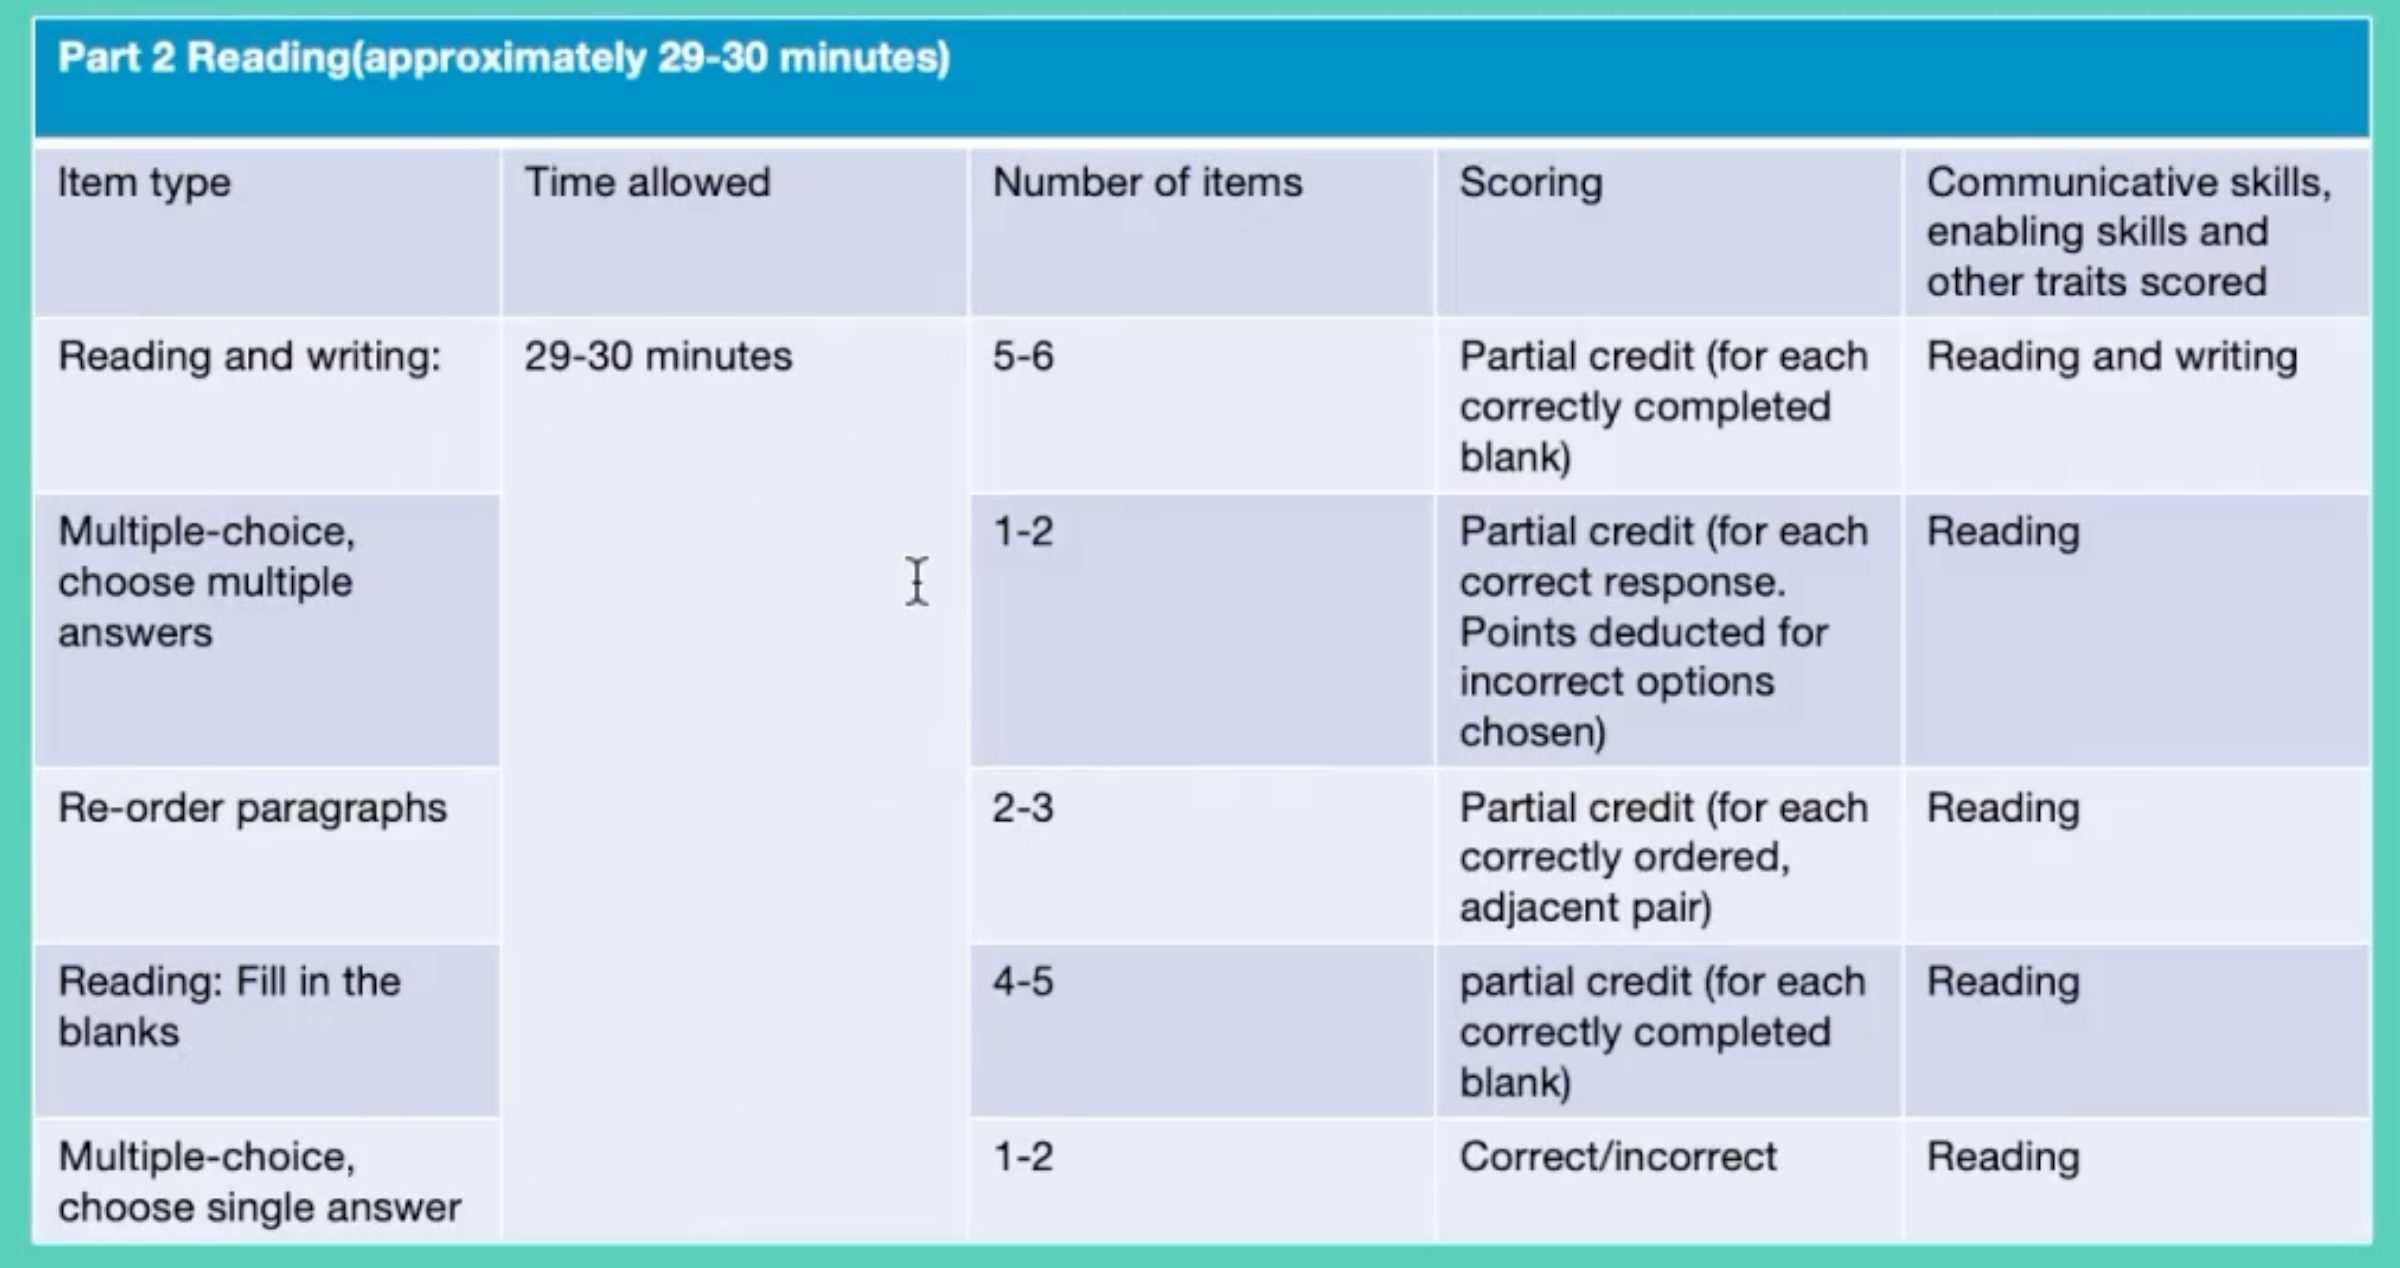 Part 2 Reading(approximately 29-30 minutes)
Item type
Time allowed
Number of items
Scoring
Communicative skills,
enabling skills and
other traits scored
Reading and writing:
29-30 minutes
5-6
Partial credit (for each
correctly completed
blank)
Reading and writing
Multiple-choice,
choose multiple
answers
1-2
Partial credit (for each
correct response.
Points deducted for
incorrect options
chosen)
Reading
Re-order paragraphs
2-3
Partial credit (for each
correctly ordered,
adjacent pair)
Reading
Reading: Fill in the
blanks
4-5
partial credit (for each
correctly completed
blank)
Reading
Multiple-choice,
choose single answer
1-2
Correct/incorrect
Reading